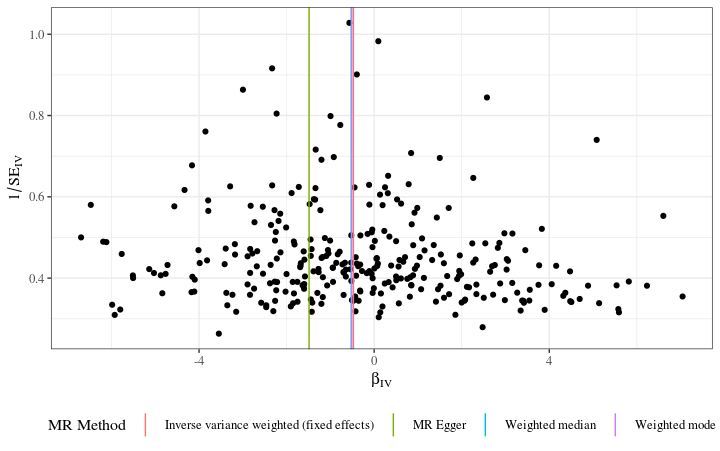 1.0
0.8
0.6
0.4
1/SE_IV
-4 0 4
β_IV
MR Method Inverse variance weighted (fixed effects) MR Egger Weighted median Weighted mode